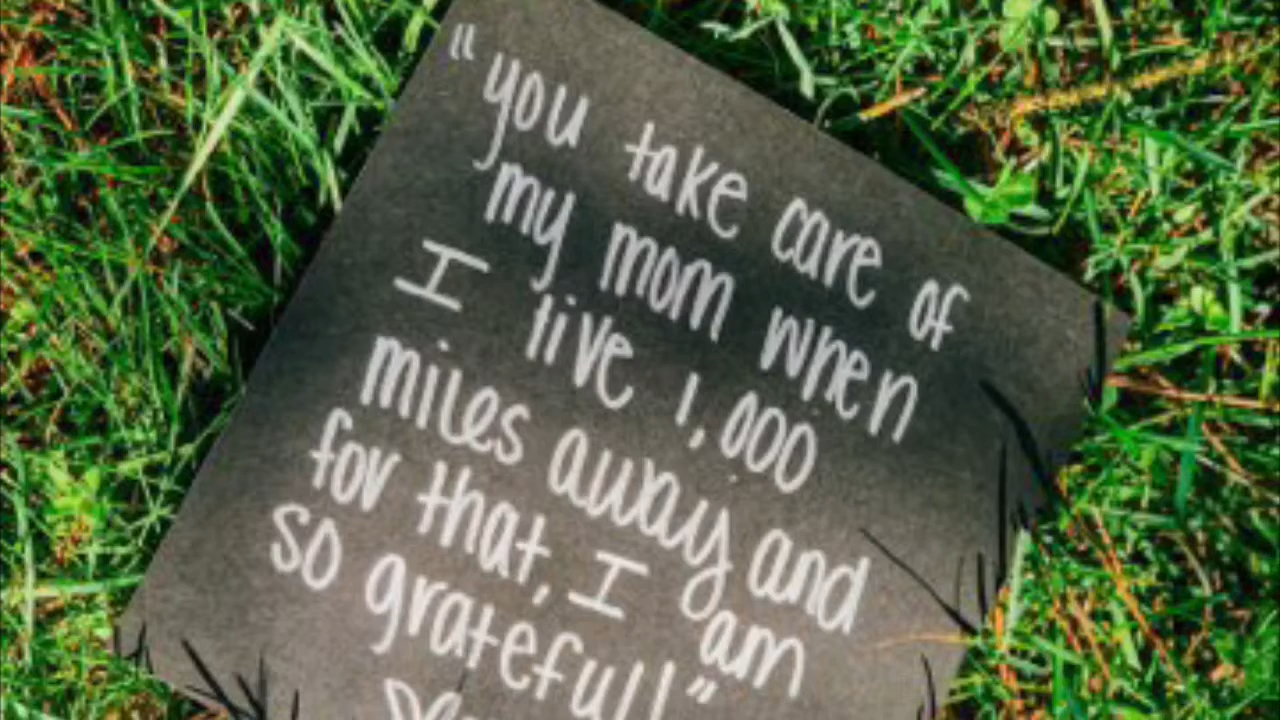 "you take care of
my mom when
I live 1,000
miles away and
for that, I am
so grateful!"